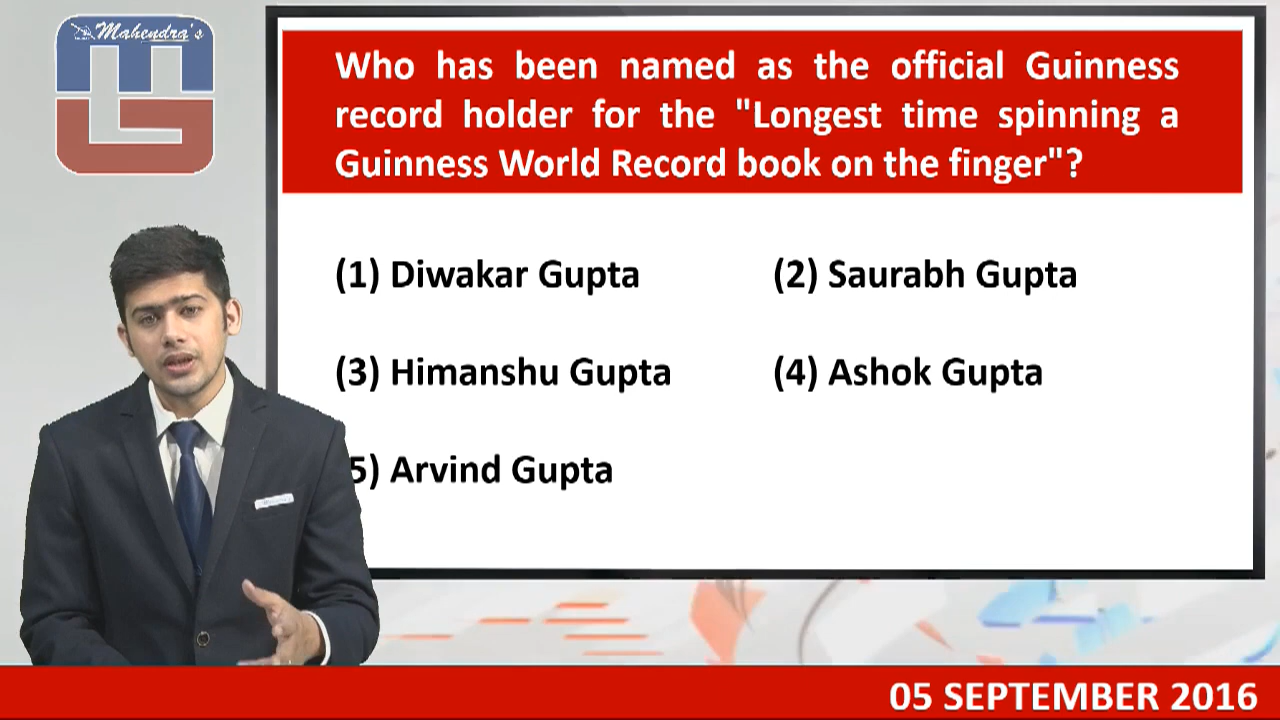 Mahendra's
Who has been named as the official Guinness
record holder for the "Longest time spinning a
Guinness World Record book on the finger"?
(1) Diwakar Gupta (2) Saurabh Gupta
(3) Himanshu Gupta (4) Ashok Gupta
5) Arvind Gupta
05 SEPTEMBER 2016